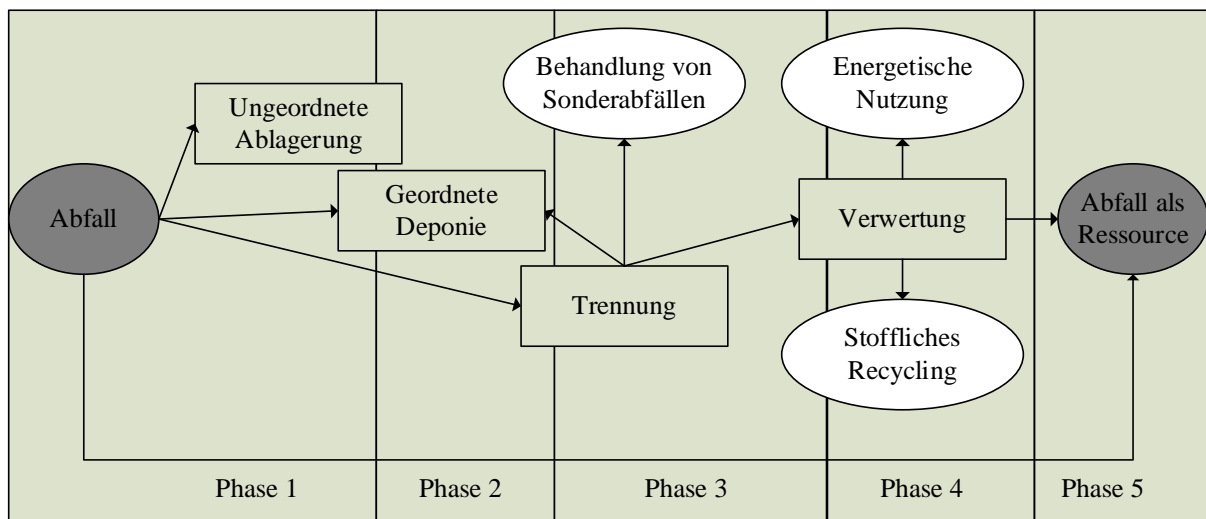 Behandlung von
Sonderabfällen
Energetische
Nutzung
Ungeordnete
Ablagerung
Abfall
Geordnete
Deponie
Verwertung
Abfall als
Ressource
Trennung
Stoffliches
Recycling
Phase 1
Phase 2
Phase 3
Phase 4
Phase 5